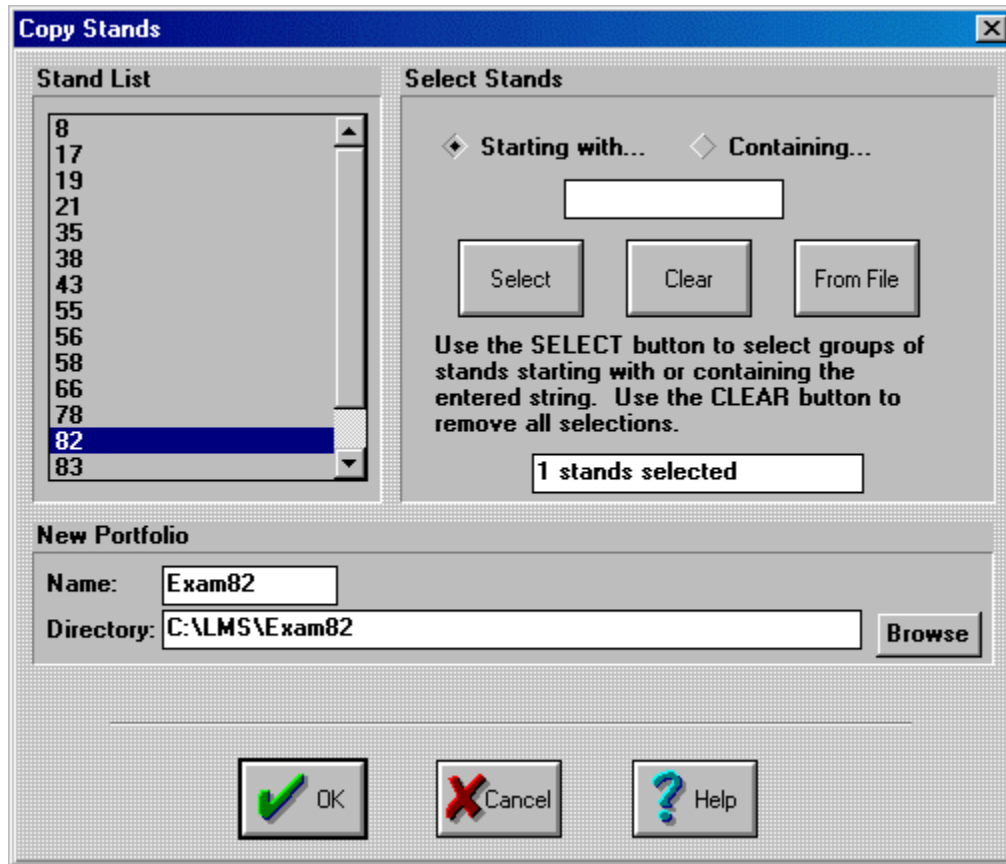 Copy Stands
Stand List
8
17
19
21
35
38
43
55
56
58
66
78
82
83
Select Stands
Starting with... Containing...
Select Clear From File
Use the SELECT button to select groups of
stands starting with or containing the
entered string. Use the CLEAR button to
remove all selections.
1 stands selected
New Portfolio
Name: Exam82
Directory: C:\LMS\Exam82 Browse
OK Cancel Help